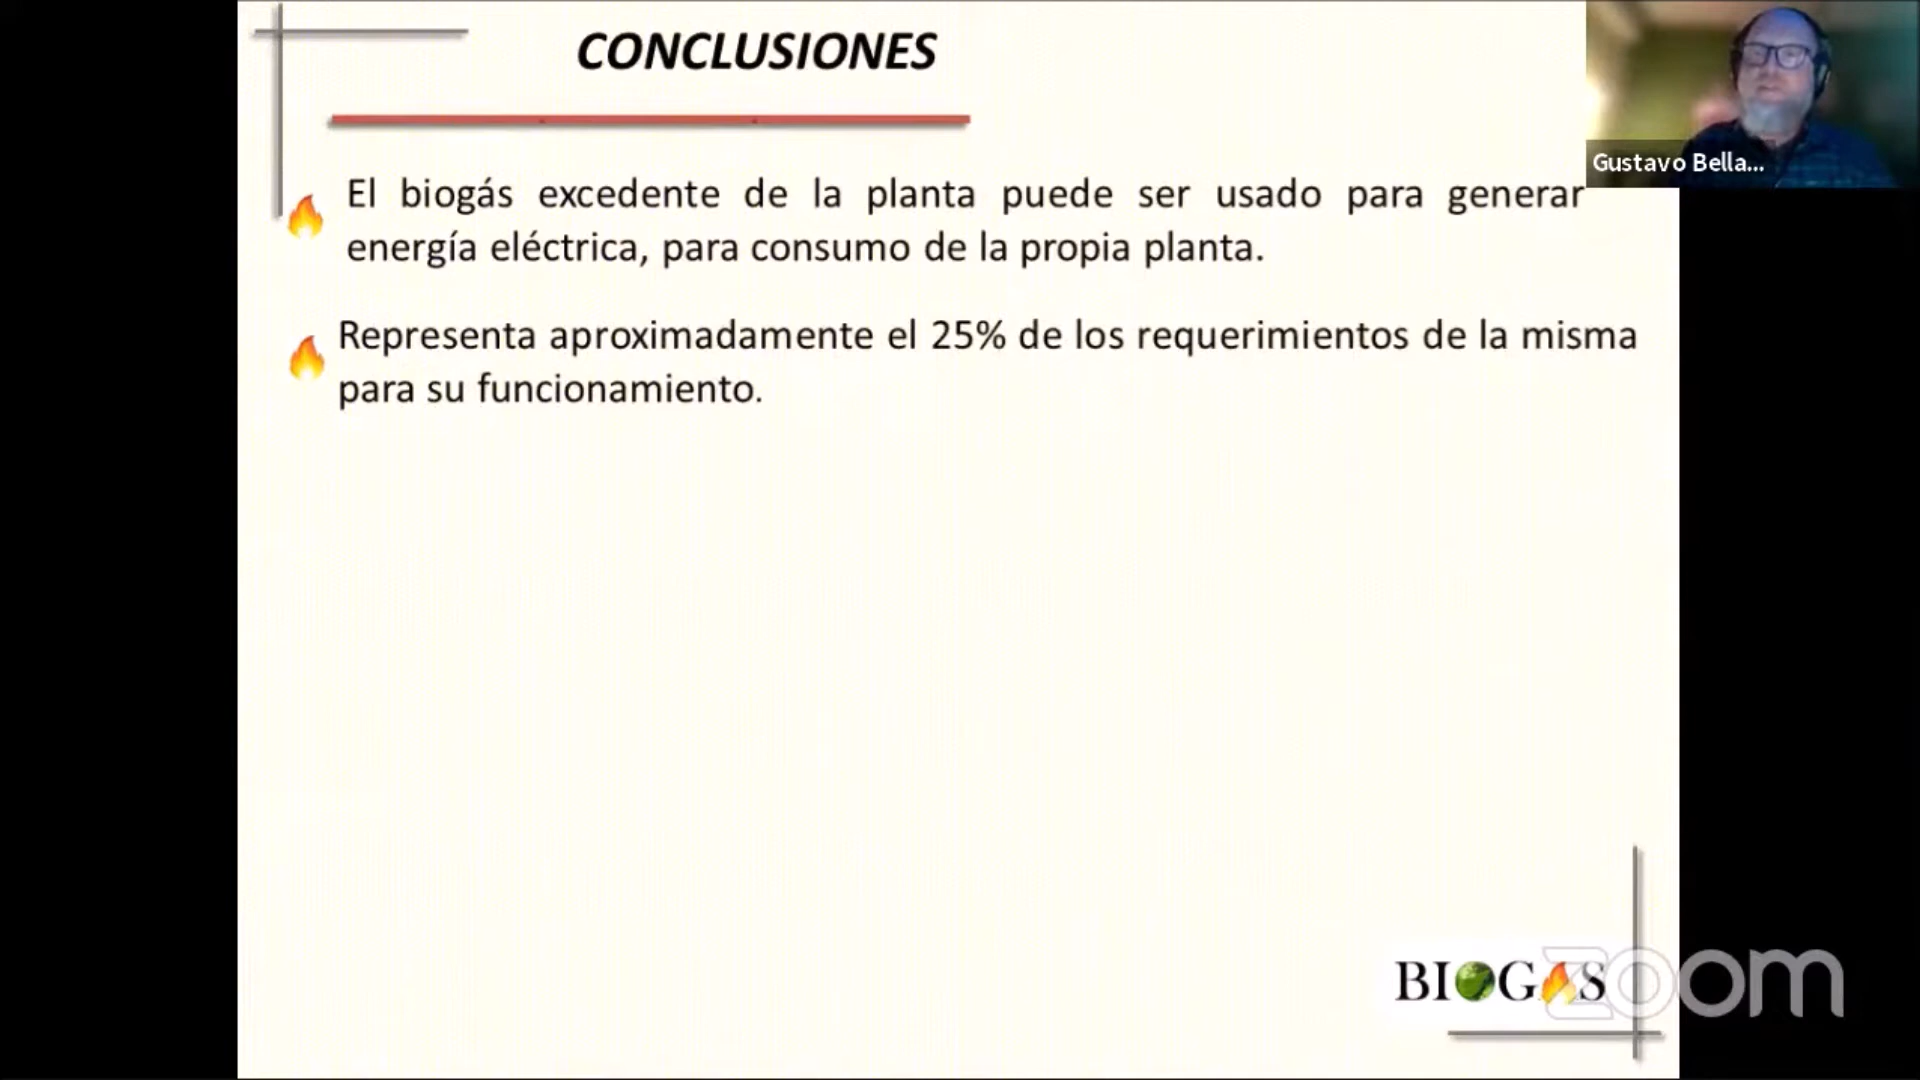 CONCLUSIONES
Gustavo Bella...
El biogás excedente de la planta puede ser usado para generar
energía eléctrica, para consumo de la propia planta.
Representa aproximadamente el 25% de los requerimientos de la misma
para su funcionamiento.
BIOGAS
zoom